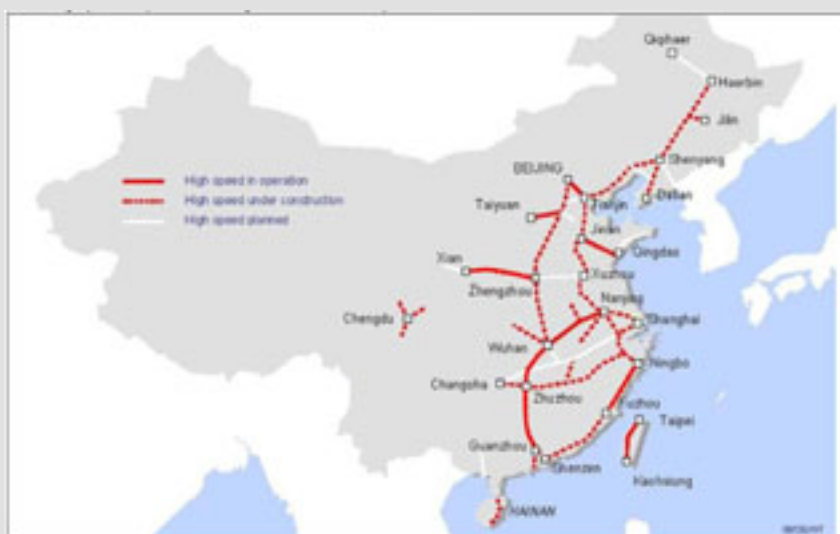 Qiqihaer
Haerbin
Jilin
Shenyang
BEIJING
High speed in operation
High speed under construction
High speed planned
Dalian
Tianjin
Taiyuan
Jinan
Qingdao
Xian
Xuzhou
Zhengzhou
Nanjing
Chengdu
Shanghai
Wuhan
Ningbo
Changsha
Zhuzhou
Fuzhou
Taipei
Guanzhou
Shenzen
Kaohsiung
HAINAN